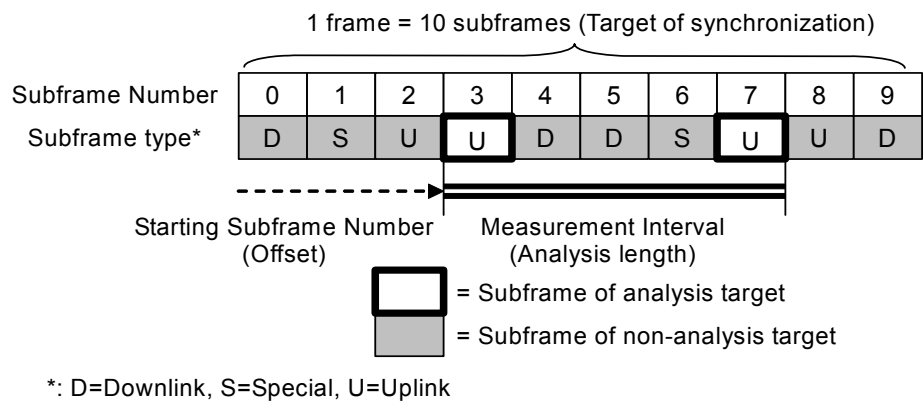 1 frame = 10 subframes (Target of synchronization)
Subframe Number 0 1 2 3 4 5 6 7 8 9
Subframe type* D S U U D D S U U D
Starting Subframe Number
(Offset)
Measurement Interval
(Analysis length)
= Subframe of analysis target
= Subframe of non-analysis target
*: D=Downlink, S=Special, U=Uplink